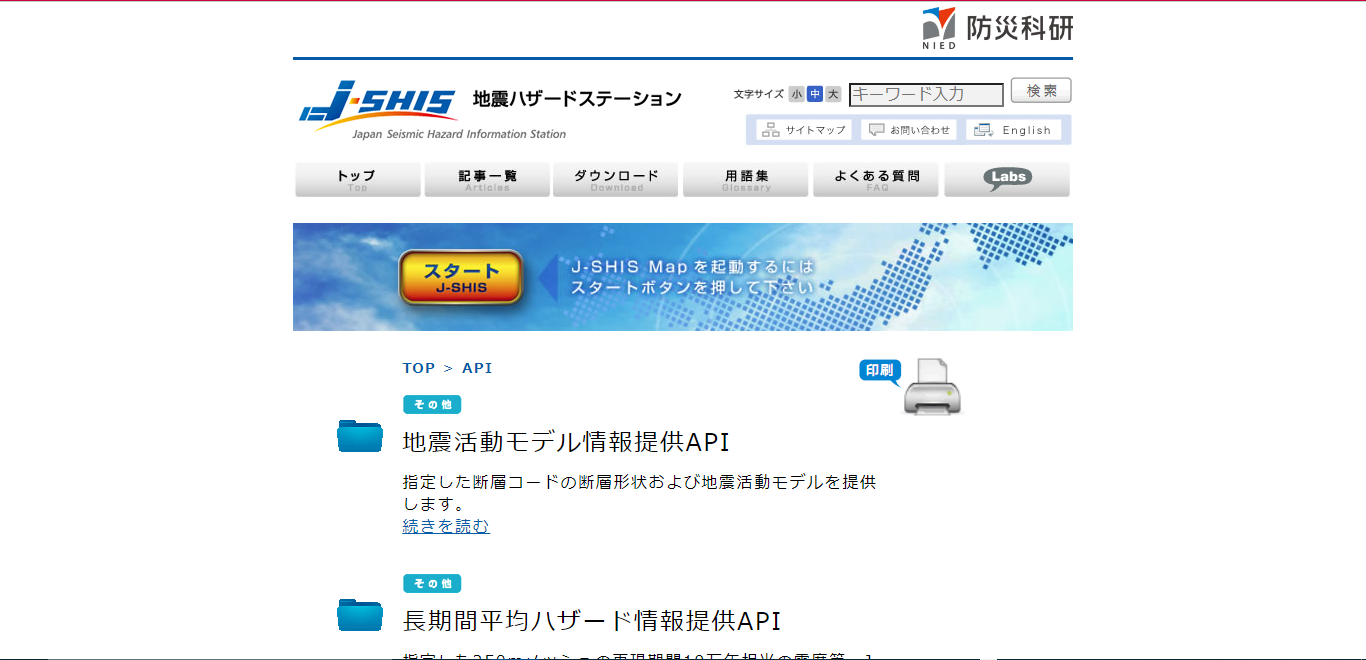 NIED 防災科研
J-SHIS 地震ハザードステーション
Japan Seismic Hazard Information Station
文字サイズ 小 中 大 キーワード入力 検索
サイトマップ お問い合わせ English
トップ 記事一覧 ダウンロード 用語集 よくある質問 Labs
Top Articles Download Glossary FAQ
スタート
J-SHIS
J-SHIS Map を起動するには
スタートボタンを押して下さい
TOP > API
印刷
その他
地震活動モデル情報提供API
指定した断層コードの断層形状および地震活動モデルを提供
します。
続きを読む
その他
長期間平均ハザード情報提供API